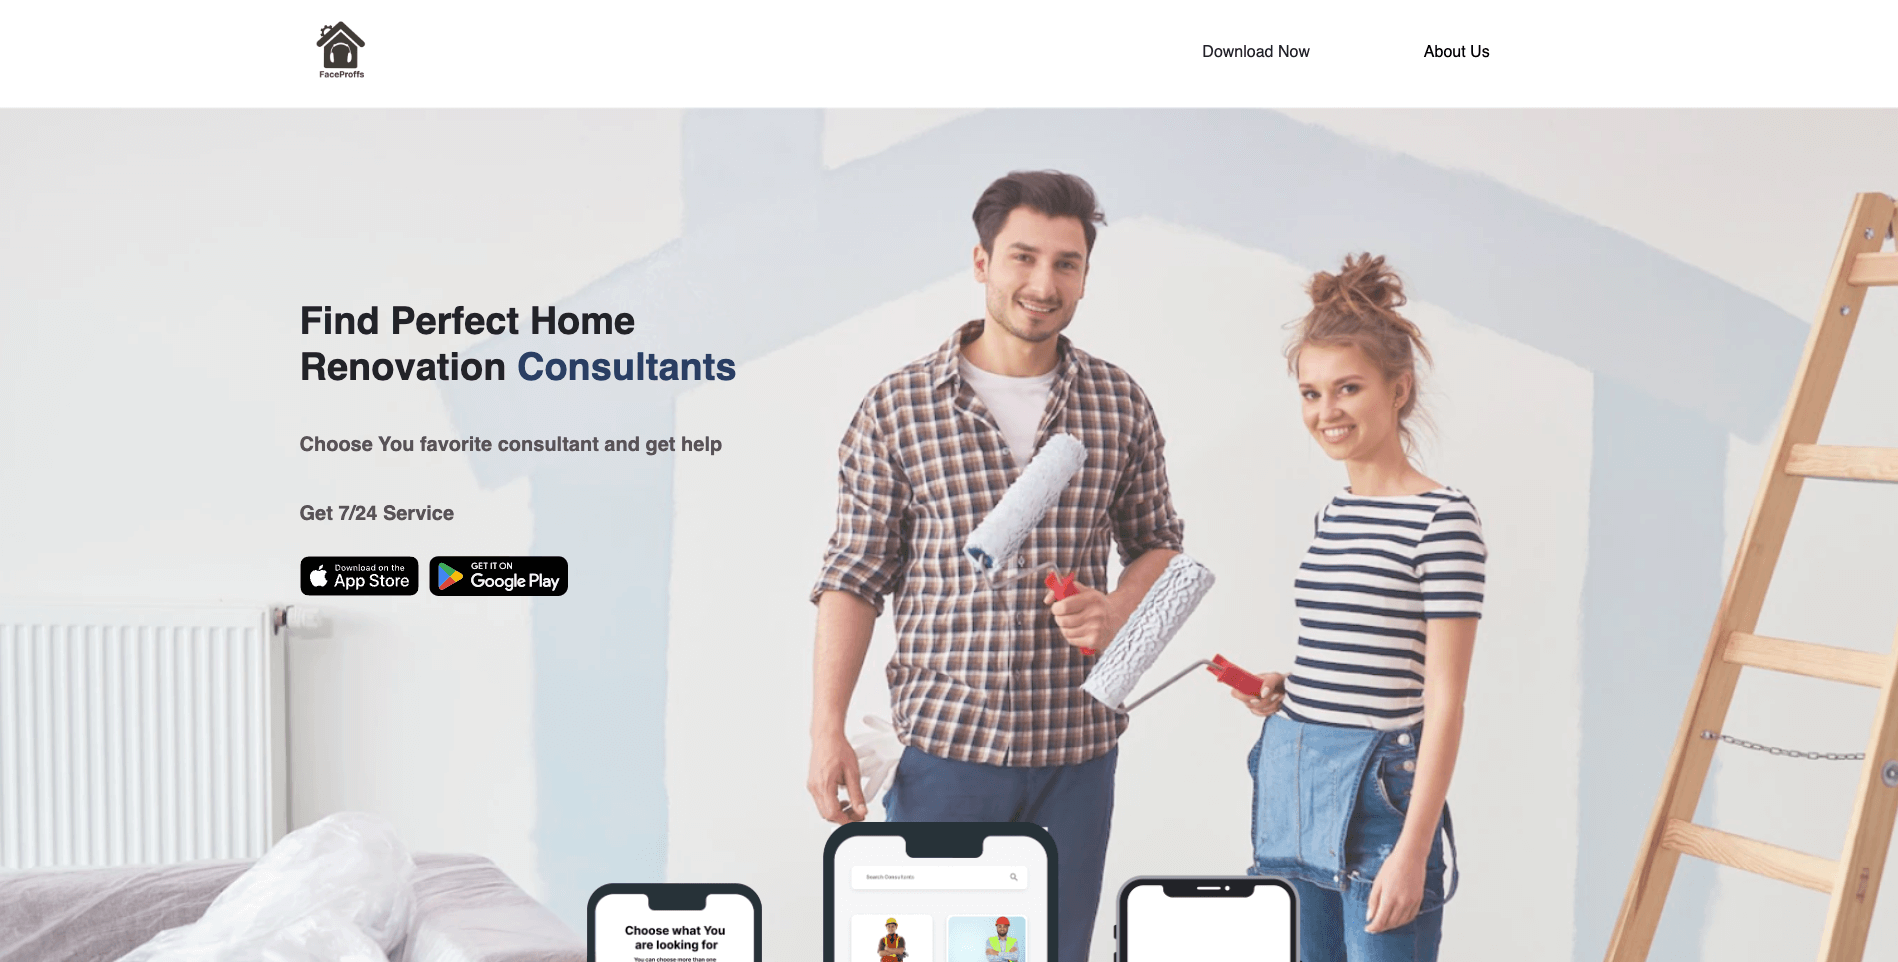 FaceProffs
Download Now
About Us
Find Perfect Home
Renovation Consultants
Choose You favorite consultant and get help
Get 7/24 Service
Download on the
App Store
GET IT ON
Google Play
Search Consultants
Choose what You
are looking for
You can choose more than one